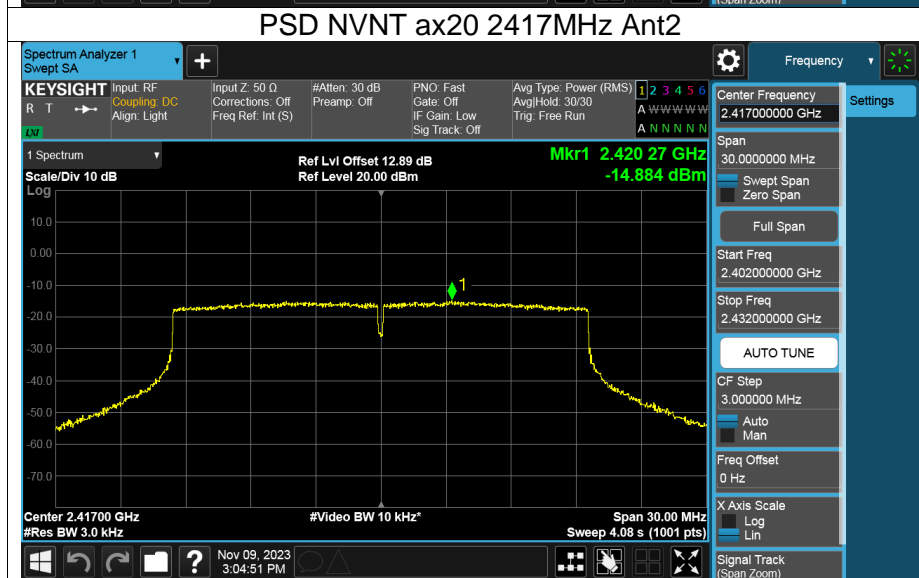 (Span Zoom)
PSD NVNT ax20 2417MHz Ant2
Spectrum Analyzer 1
Swept SA
+
Frequency
KEYSIGHT
R T
LXI
Input: RF
Coupling: DC
Align: Light
Input Z: 50 Ω
Corrections: Off
Freq Ref: Int (S)
#Atten: 30 dB
Preamp: Off
PNO: Fast
Gate: Off
IF Gain: Low
Sig Track: Off
Avg Type: Power (RMS)
Avg|Hold: 30/30
Trig: Free Run
1 2 3 4 5 6
A W W W W W
A N N N N N
1 Spectrum
Scale/Div 10 dB
Log
Ref Lvl Offset 12.89 dB
Ref Level 20.00 dBm
Mkr1 2.420 27 GHz
-14.884 dBm
10.0
0.00
-10.0
-20.0
-30.0
-40.0
-50.0
-60.0
-70.0
1
Center 2.41700 GHz
#Res BW 3.0 kHz
#Video BW 10 kHz*
Span 30.00 MHz
Sweep 4.08 s (1001 pts)
Center Frequency
2.417000000 GHz
Settings
Span
30.0000000 MHz
Swept Span
Zero Span
Full Span
Start Freq
2.402000000 GHz
Stop Freq
2.432000000 GHz
AUTO TUNE
CF Step
3.000000 MHz
Auto
Man
Freq Offset
0 Hz
X Axis Scale
Log
Lin
Signal Track
(Span Zoom)
?
Nov 09, 2023
3:04:51 PM